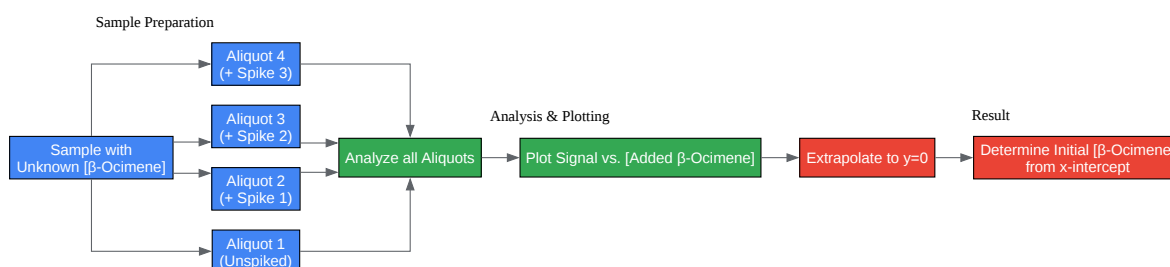 Sample Preparation
Aliquot 4
(+ Spike 3)
Aliquot 3
(+ Spike 2)
Analysis & Plotting
Result
Sample with
Unknown [β-Ocimene]
Analyze all Aliquots
Plot Signal vs. [Added β-Ocimene]
Extrapolate to y=0
Determine Initial [β-Ocimene
from x-intercept
Aliquot 2
(+ Spike 1)
Aliquot 1
(Unspiked)